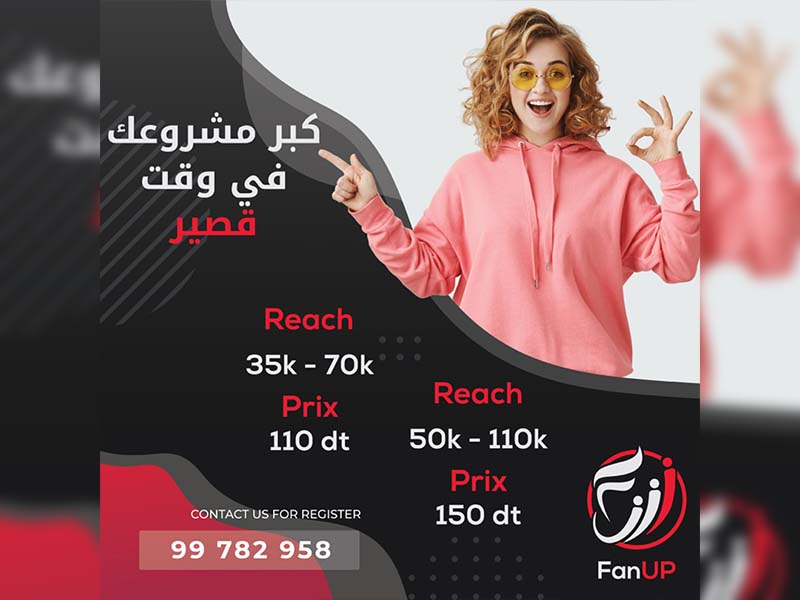 كبر مشروعك
في وقت
قصير
Reach
35k - 70k
Prix
110 dt
Reach
50k - 110k
Prix
150 dt
CONTACT US FOR REGISTER
99 782 958
FanUP